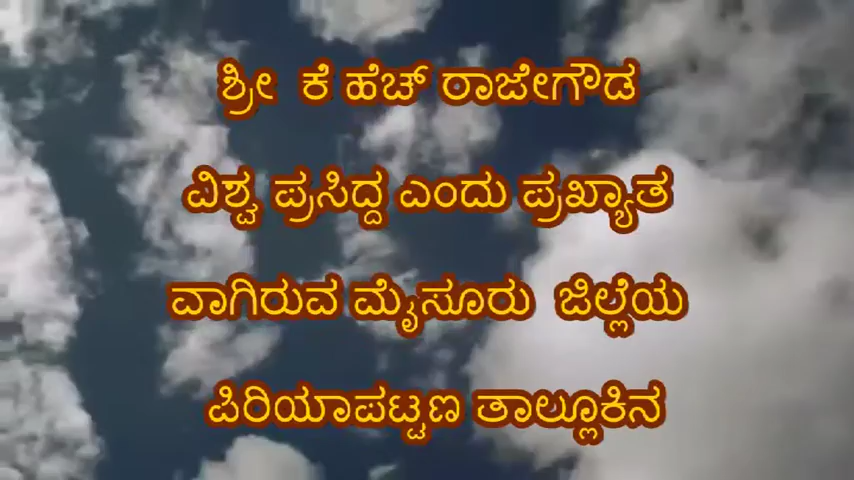 ಶ್ರೀ ಕೆ ಹೆಚ್ ರಾಜೇಗೌಡ
ವಿಶ್ವ ಪ್ರಸಿದ್ದ ಎಂದು ಪ್ರಖ್ಯಾತ
ವಾಗಿರುವ ಮೈಸೂರು ಜಿಲ್ಲೆಯ
ಪಿರಿಯಾಪಟ್ಟಣ ತಾಲ್ಲೂಕಿನ